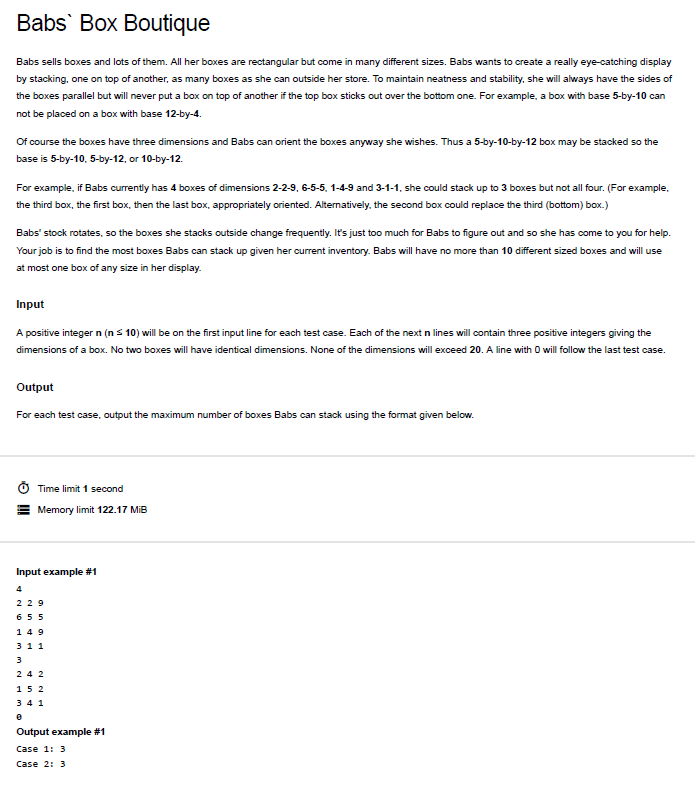 Babs` Box Boutique
Babs sells boxes and lots of them. All her boxes are rectangular but come in many different sizes. Babs wants to create a really eye-catching display
by stacking, one on top of another, as many boxes as she can outside her store. To maintain neatness and stability, she will always have the sides of
the boxes parallel but will never put a box on top of another if the top box sticks out over the bottom one. For example, a box with base 5-by-10 can
not be placed on a box with base 12-by-4.
Of course the boxes have three dimensions and Babs can orient the boxes anyway she wishes. Thus a 5-by-10-by-12 box may be stacked so the
base is 5-by-10, 5-by-12, or 10-by-12.
For example, if Babs currently has 4 boxes of dimensions 2-2-9, 6-5-5, 1-4-9 and 3-1-1, she could stack up to 3 boxes but not all four. (For example,
the third box, the first box, then the last box, appropriately oriented. Alternatively, the second box could replace the third (bottom) box.)
Babs' stock rotates, so the boxes she stacks outside change frequently. It's just too much for Babs to figure out and so she has come to you for help.
Your job is to find the most boxes Babs can stack up given her current inventory. Babs will have no more than 10 different sized boxes and will use
at most one box of any size in her display.
Input
A positive integer n (n ≤ 10) will be on the first input line for each test case. Each of the next n lines will contain three positive integers giving the
dimensions of a box. No two boxes will have identical dimensions. None of the dimensions will exceed 20. A line with 0 will follow the last test case.
Output
For each test case, output the maximum number of boxes Babs can stack using the format given below.
Time limit 1 second
Memory limit 122.17 MiB
Input example #1
4
2 2 9
6 5 5
1 4 9
3 1 1
3
2 4 2
1 5 2
3 4 1
0
Output example #1
Case 1: 3
Case 2: 3